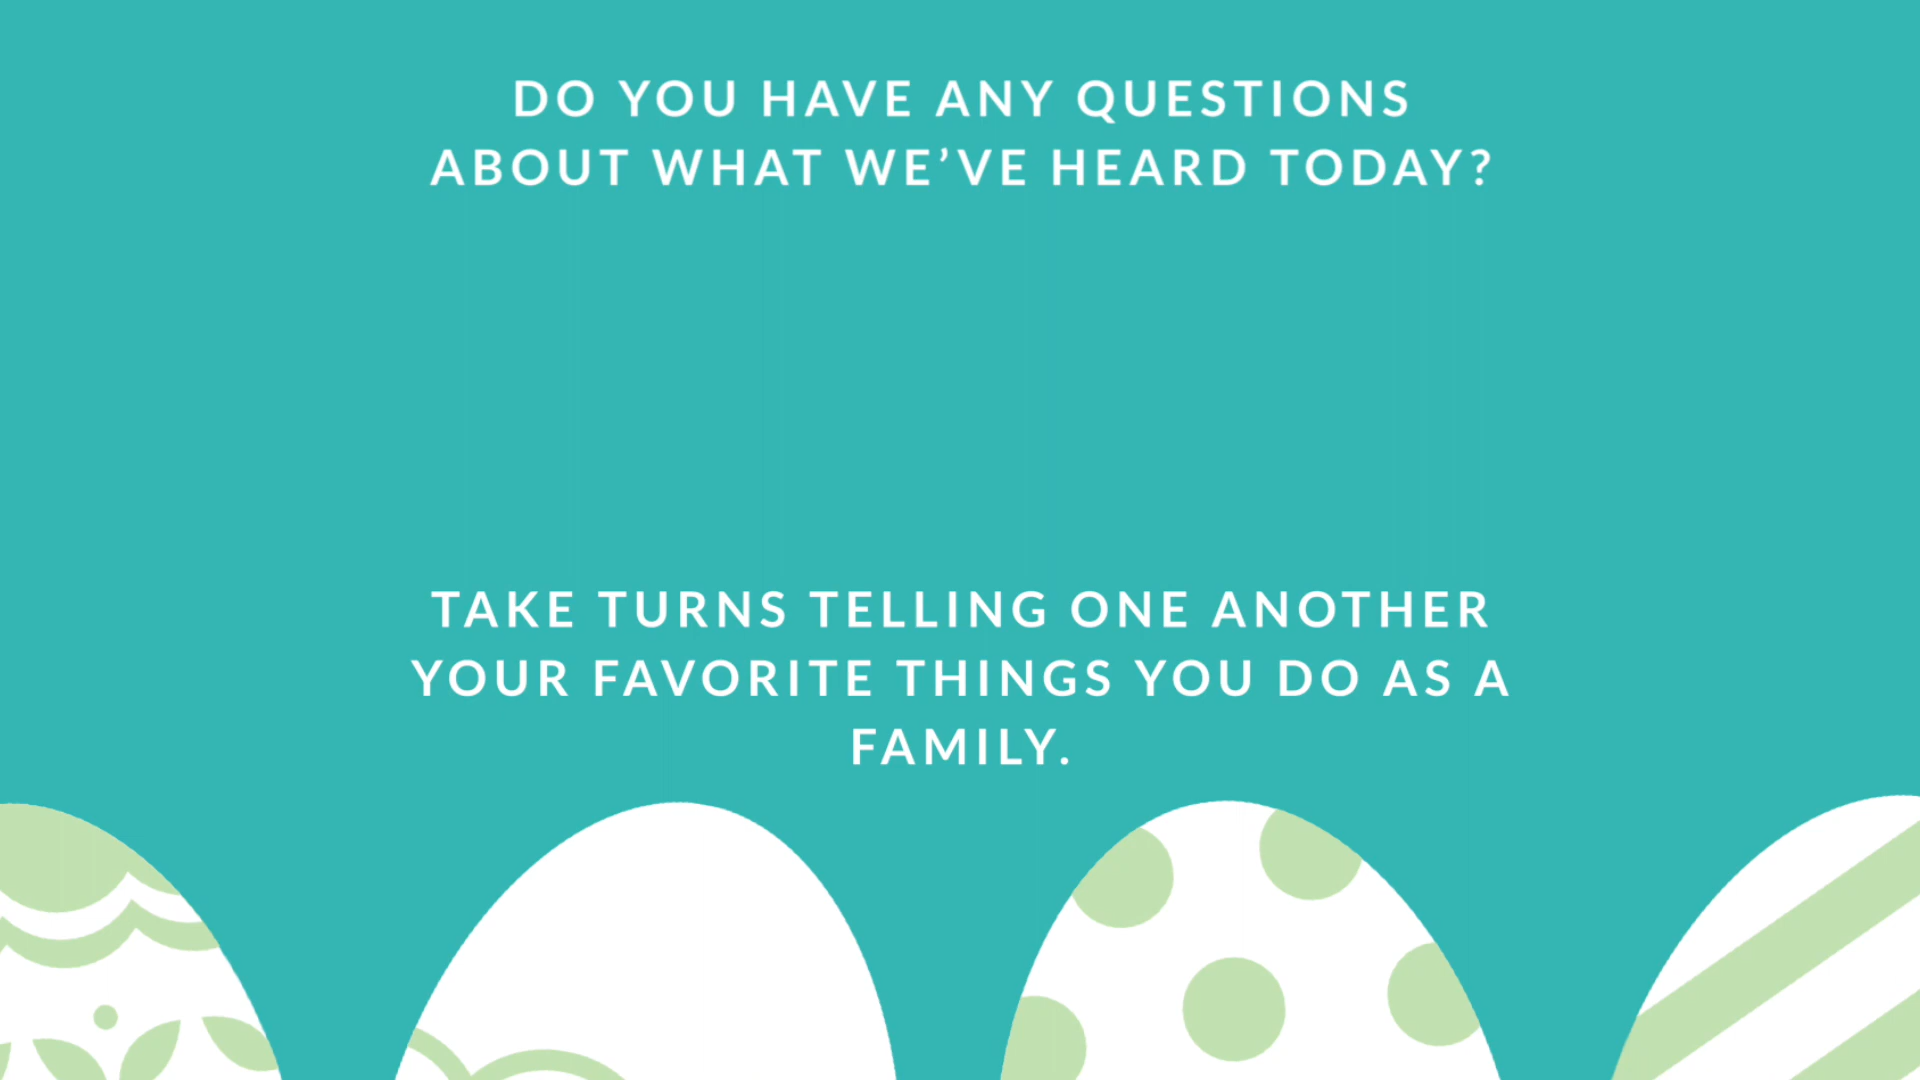 DO YOU HAVE ANY QUESTIONS
ABOUT WHAT WE’VE HEARD TODAY?
TAKE TURNS TELLING ONE ANOTHER
YOUR FAVORITE THINGS YOU DO AS A
FAMILY.